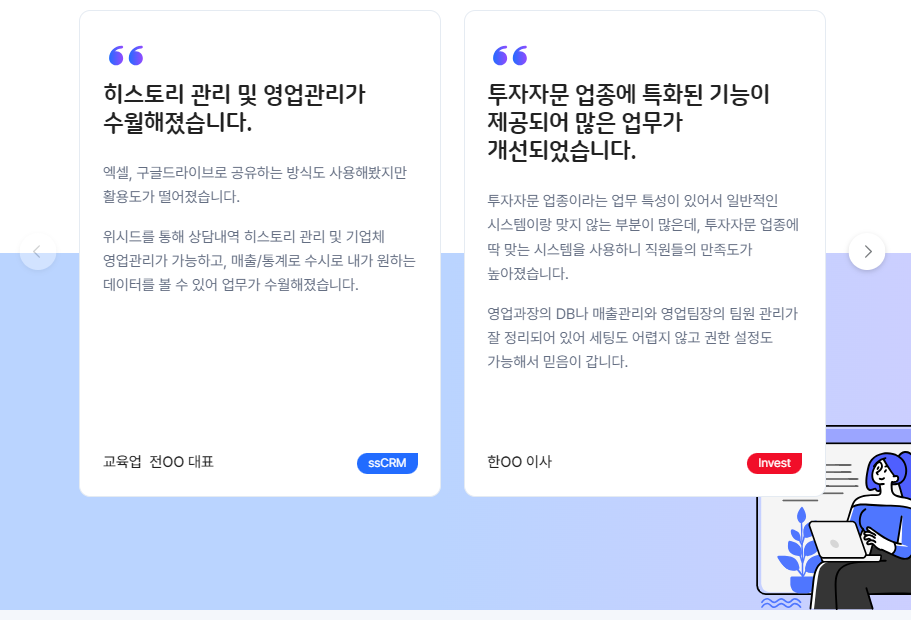 히스토리 관리 및 영업관리가
수월해졌습니다.
엑셀, 구글드라이브로 공유하는 방식도 사용해봤지만
활용도가 떨어졌습니다.
위시드를 통해 상담내역 히스토리 관리 및 기업체
영업관리가 가능하고, 매출/통계로 수시로 내가 원하는
데이터를 볼 수 있어 업무가 수월해졌습니다.
교육업 전OO 대표
ssCRM
투자자문 업종에 특화된 기능이
제공되어 많은 업무가
개선되었습니다.
투자자문 업종이라는 업무 특성이 있어서 일반적인
시스템이랑 맞지 않는 부분이 많은데, 투자자문 업종에
딱 맞는 시스템을 사용하니 직원들의 만족도가
높아졌습니다.
영업과장의 DB나 매출관리와 영업팀장의 팀원 관리가
잘 정리되어 있어 세팅도 어렵지 않고 권한 설정도
가능해서 믿음이 갑니다.
한OO 이사
Invest